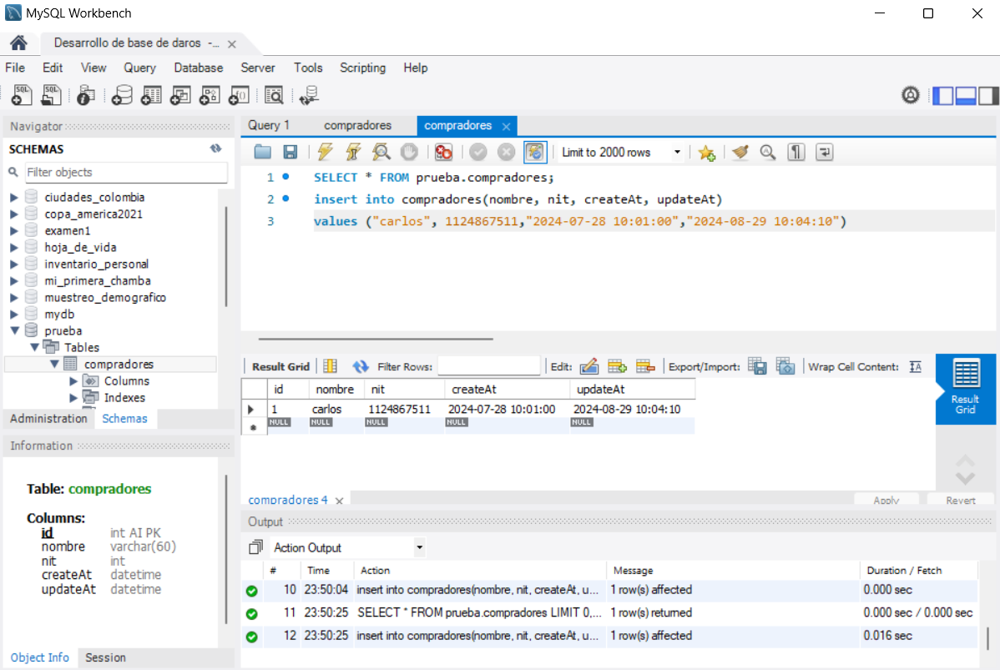 MySQL Workbench
Desarrollo de base de daros -...
File Edit View Query Database Server Tools Scripting Help
Navigator
SCHEMAS
Filter objects
ciudades_colombia
copa_america2021
examen1
hoja_de_vida
inventario_personal
mi_primera_chamba
muestreo_demografico
mydb
prueba
Tables
compradores
Columns
Indexes
Administration Schemas
Information
Table: compradores
Columns:
id int AI PK
nombre varchar(60)
nit int
createAt datetime
updateAt datetime
Object Info Session
Query 1 compradores compradores
Limit to 2000 rows
1 SELECT * FROM prueba.compradores;
2 insert into compradores(nombre, nit, createAt, updateAt)
3 values ("carlos", 1124867511,"2024-07-28 10:01:00","2024-08-29 10:04:10")
Result Grid Filter Rows: Edit: Export/Import: Wrap Cell Content:
id nombre nit createAt updateAt
1 carlos 1124867511 2024-07-28 10:01:00 2024-08-29 10:04:10
NULL NULL NULL NULL NULL
Result
Grid
compradores 4 Apply Revert
Output
Action Output
# Time Action Message Duration / Fetch
10 23:50:04 insert into compradores(nombre, nit, createAt, u... 1 row(s) affected 0.000 sec
11 23:50:25 SELECT * FROM prueba.compradores LIMIT 0,... 1 row(s) returned 0.000 sec / 0.000 sec
12 23:50:25 insert into compradores(nombre, nit, createAt, u... 1 row(s) affected 0.016 sec